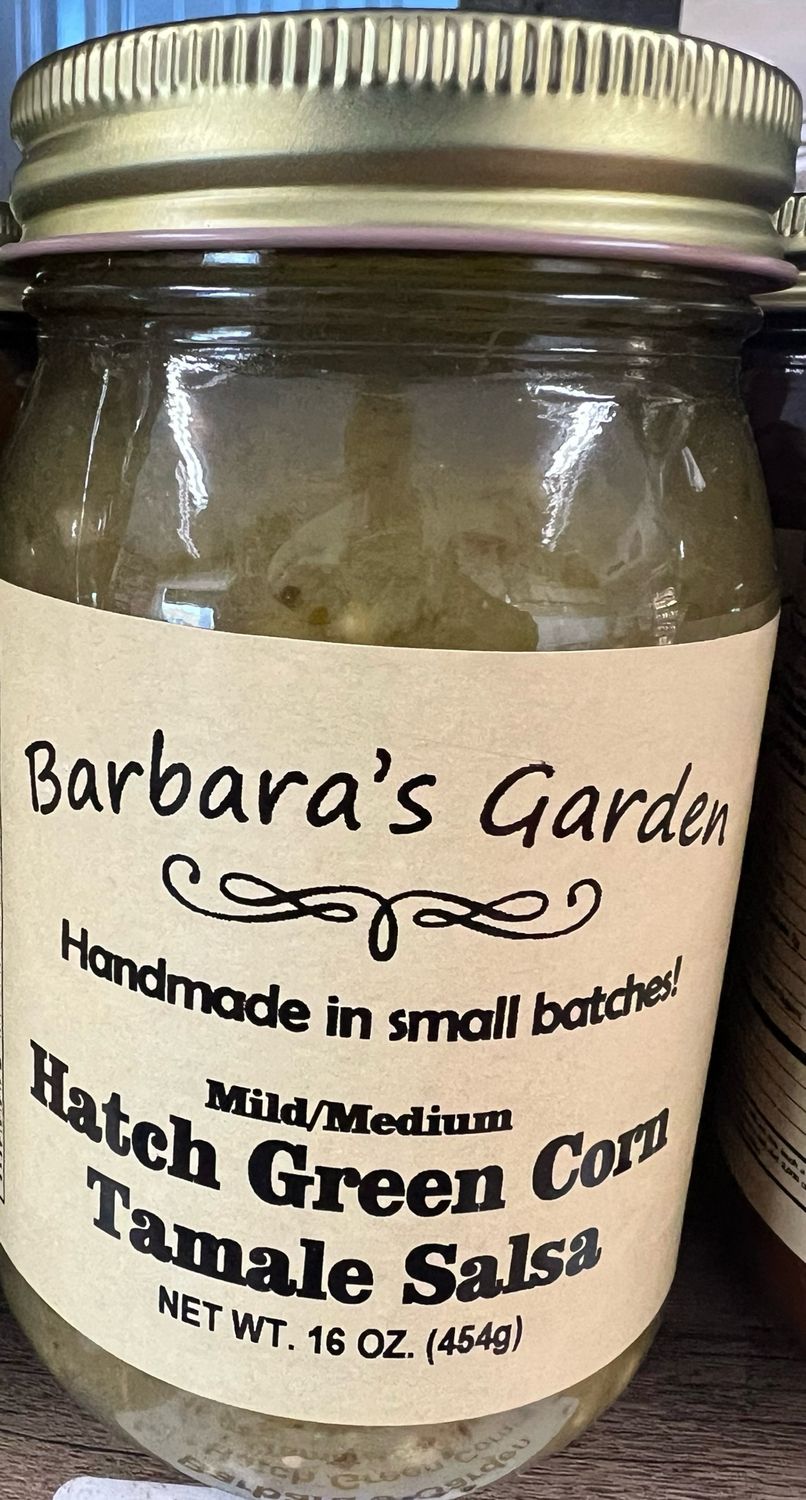 Barbara's Garden
Handmade in small batches!
Mild/Medium
Hatch Green Corn
Tamale Salsa
NET WT. 16 OZ. (454g)